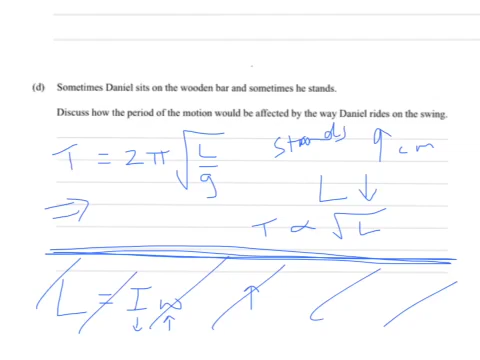 (d) Sometimes Daniel sits on the wooden bar and sometimes he stands.
Discuss how the period of the motion would be affected by the way Daniel rides on the swing.
T = 2π √(L/g) stands ↑ cm
L ↓
⇒ T ∝ √L
L = I ω ↑
↓ ↑